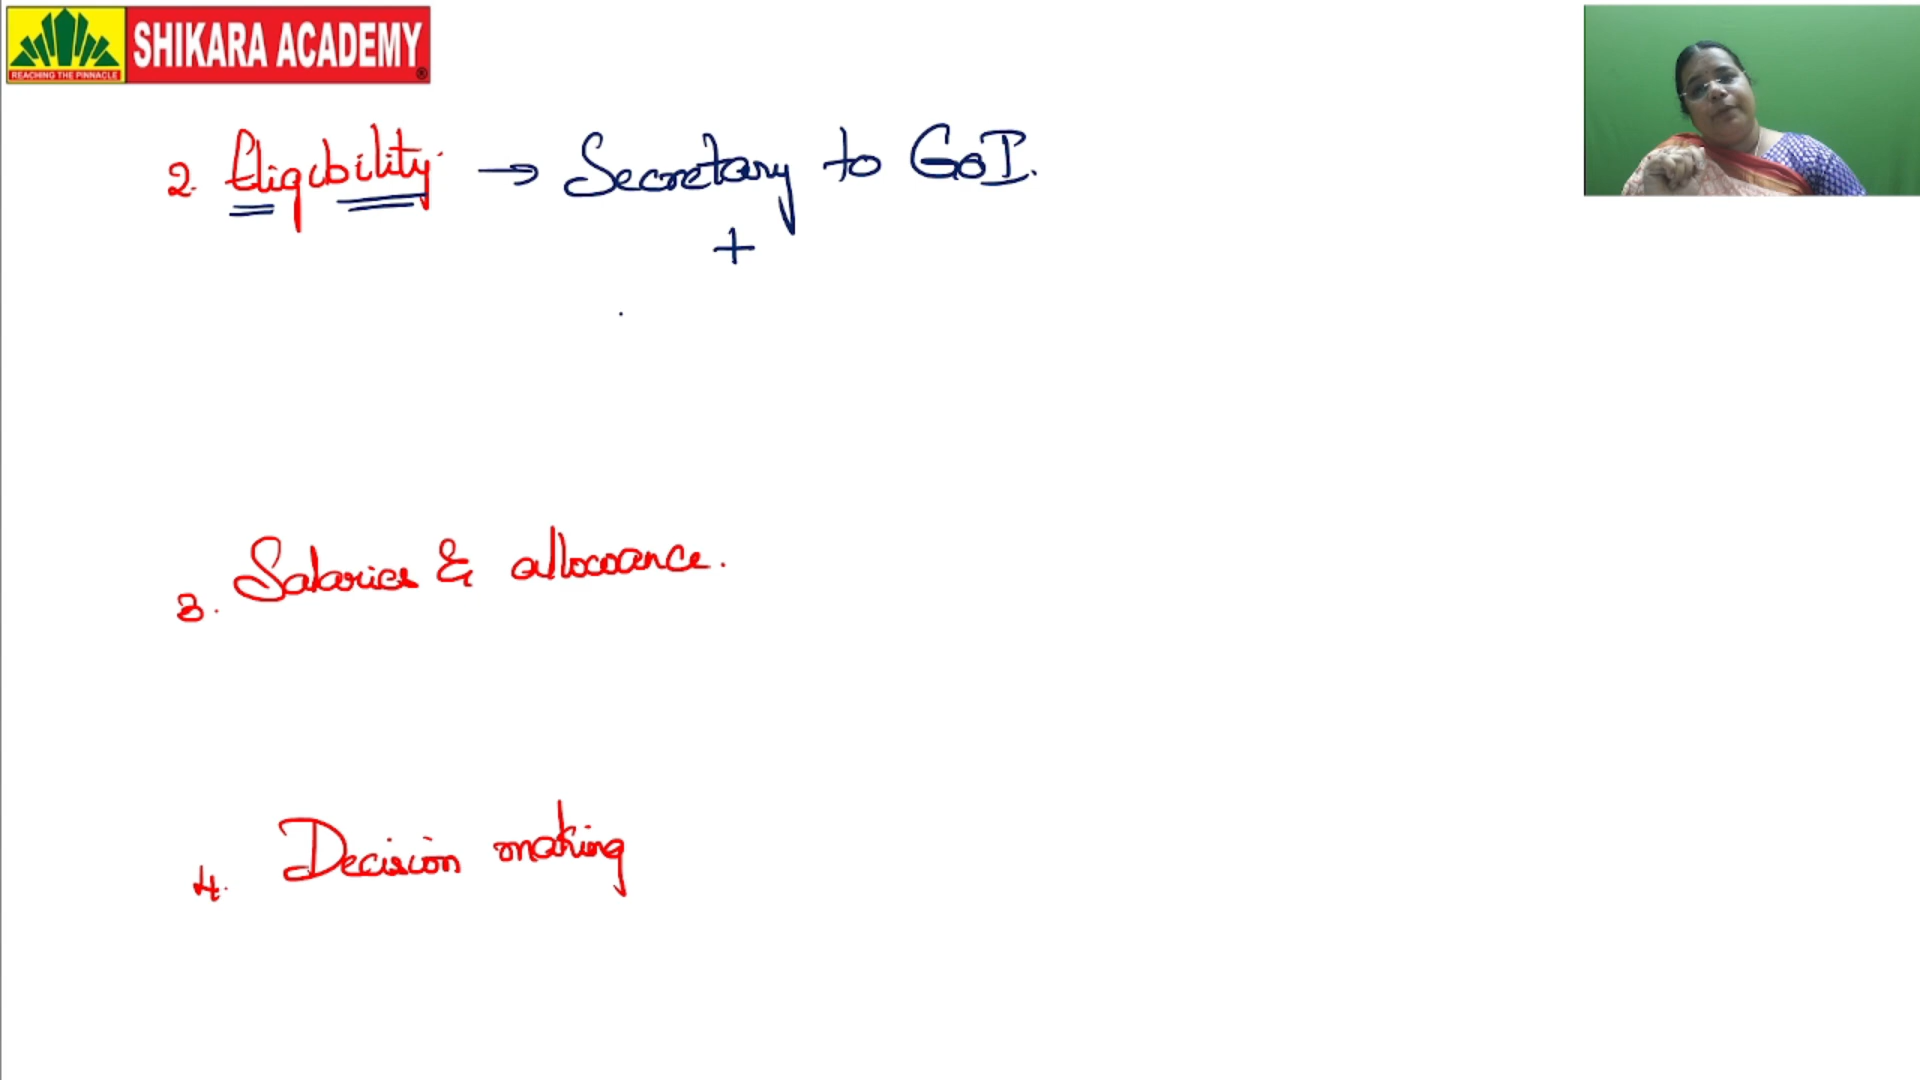 SHIKARA ACADEMY
REACHING THE PINNACLE
2. Eligibility → Secretary to GoI.
+
3. Salaries & allowance.
4. Decision making